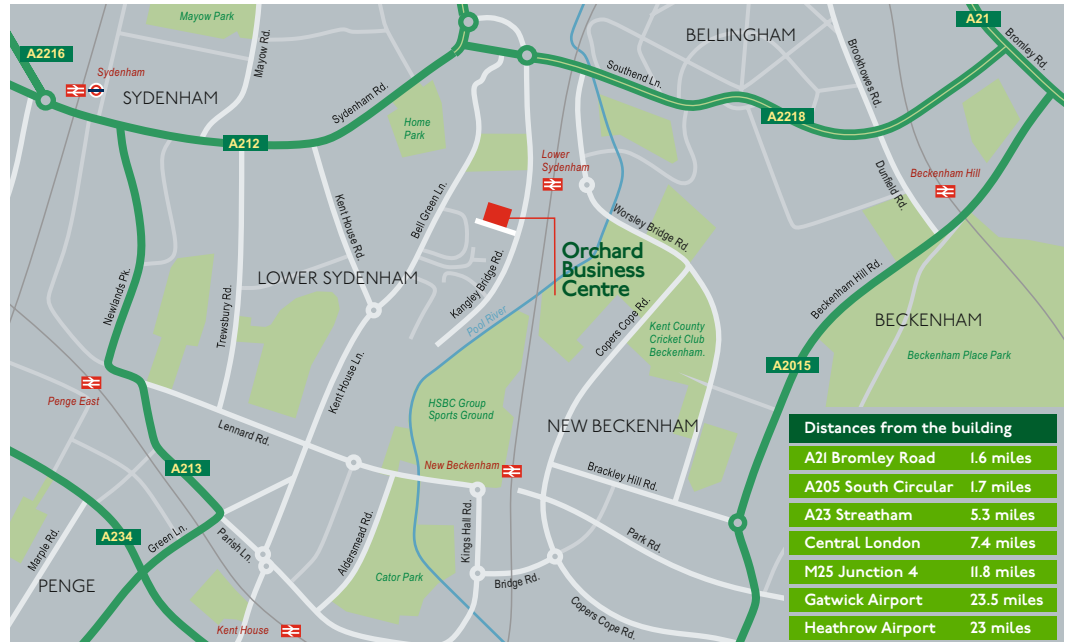 Mayow Park
A21
A2216
Mayow Rd.
BELLINGHAM
Bromley Rd.
Sydenham
SYDENHAM
Southend Ln.
Brookhowes Rd.
Sydenham Rd.
A2218
Home
Park
A212
Lower
Sydenham
Beckenham Hill
Dunfield Rd.
Kent House Rd.
Bell Green Ln.
Worsley Bridge Rd.
Orchard
Business
Centre
LOWER SYDENHAM
Kangley Bridge Rd.
Newlands Pk.
Trewsbury Rd.
Pool River
Copers Cope Rd.
Beckenham Hill Rd.
BECKENHAM
Kent County
Cricket Club
Beckenham.
Beckenham Place Park
A2015
Kent House Ln.
Penge East
HSBC Group
Sports Ground
Lennard Rd.
NEW BECKENHAM
New Beckenham
A213
Brackley Hill Rd.
Marple Rd.
A234
Green Ln.
Parish Ln.
Aldersmead Rd.
Kings Hall Rd.
Park Rd.
PENGE
Cator Park
Bridge Rd.
Copers Cope Rd.
Kent House
Distances from the building
A21 Bromley Road 1.6 miles
A205 South Circular 1.7 miles
A23 Streatham 5.3 miles
Central London 7.4 miles
M25 Junction 4 11.8 miles
Gatwick Airport 23.5 miles
Heathrow Airport 23 miles